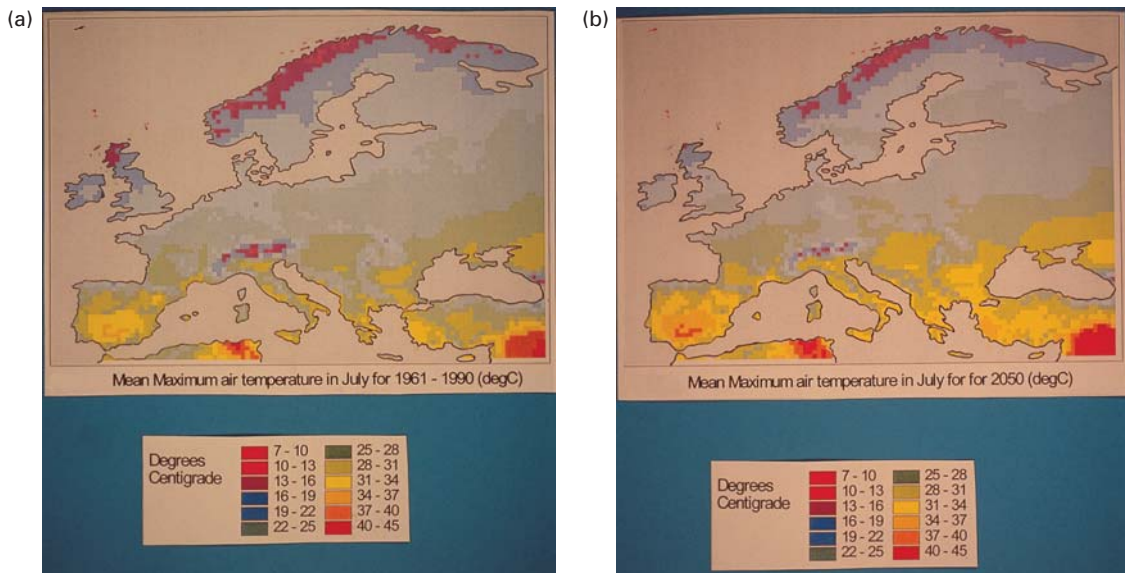 (a)
Mean Maximum air temperature in July for 1961 - 1990 (degC)
Degrees
Centigrade
7 - 10
10 - 13
13 - 16
16 - 19
19 - 22
22 - 25
25 - 28
28 - 31
31 - 34
34 - 37
37 - 40
40 - 45
(b)
Mean Maximum air temperature in July for for 2050 (degC)
Degrees
Centigrade
7 - 10
10 - 13
13 - 16
16 - 19
19 - 22
22 - 25
25 - 28
28 - 31
31 - 34
34 - 37
37 - 40
40 - 45